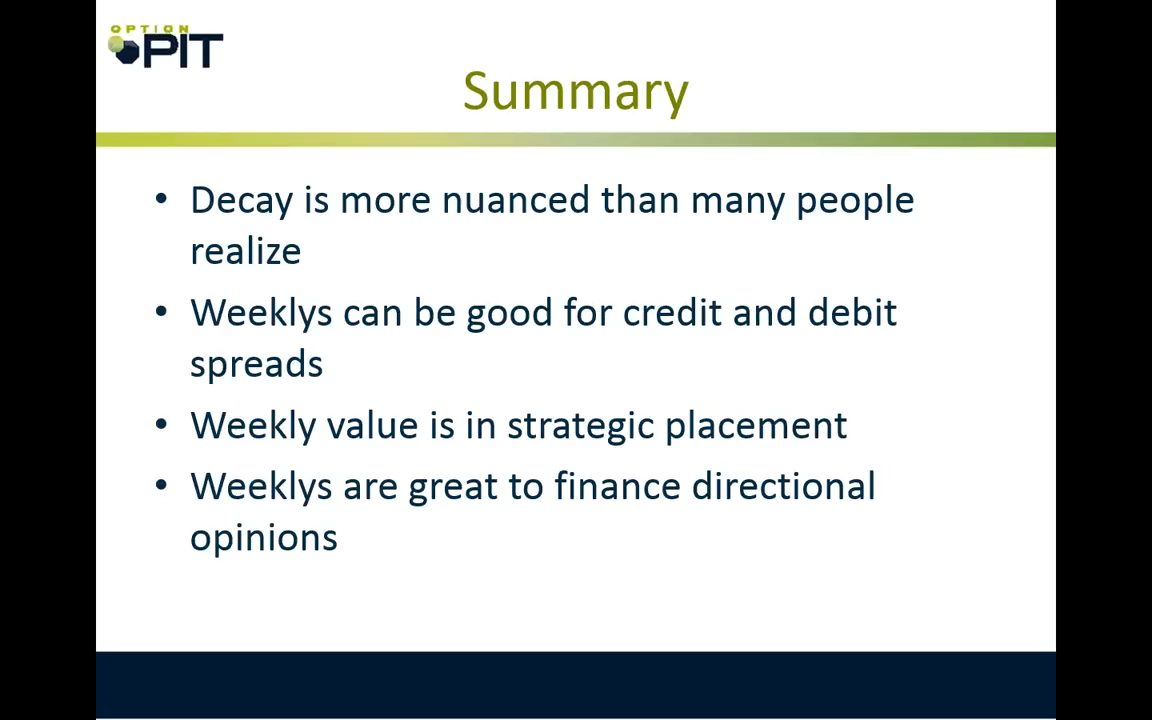 OPTION
PIT
Summary
• Decay is more nuanced than many people
realize
• Weeklys can be good for credit and debit
spreads
• Weekly value is in strategic placement
• Weeklys are great to finance directional
opinions